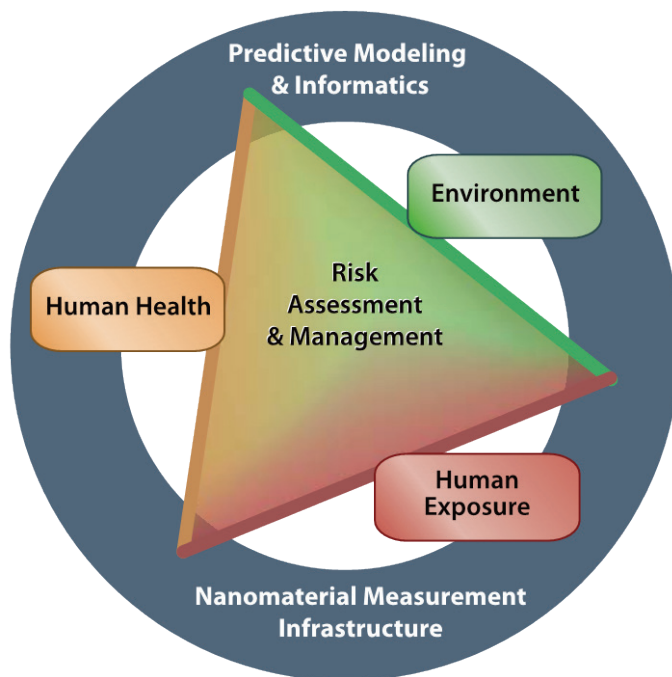 Predictive Modeling
& Informatics
Environment
Risk
Assessment
& Management
Human Health
Human
Exposure
Nanomaterial Measurement
Infrastructure